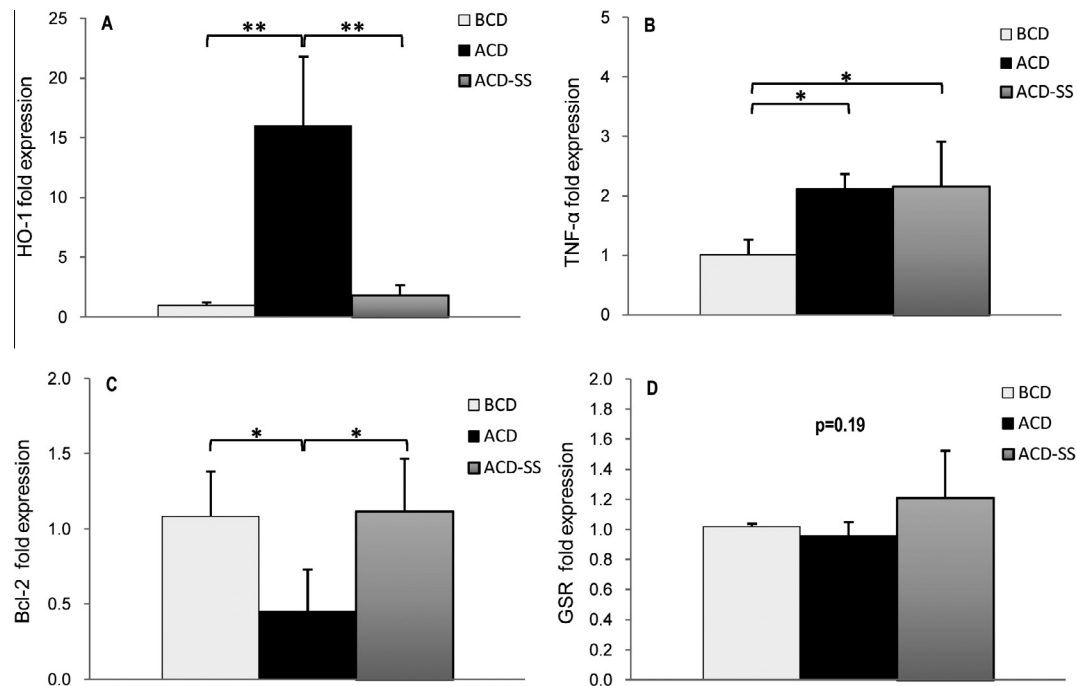 A
HO-1 fold expression
25
20
15
10
5
0
** **
BCD
ACD
ACD-SS
B
TNF-α fold expression
5
4
3
2
1
0
*
*
BCD
ACD
ACD-SS
C
Bcl-2 fold expression
2.0
1.5
1.0
0.5
0.0
* *
BCD
ACD
ACD-SS
D
GSR fold expression
2.0
1.8
1.6
1.4
1.2
1.0
0.8
0.6
0.4
0.2
0.0
p=0.19
BCD
ACD
ACD-SS